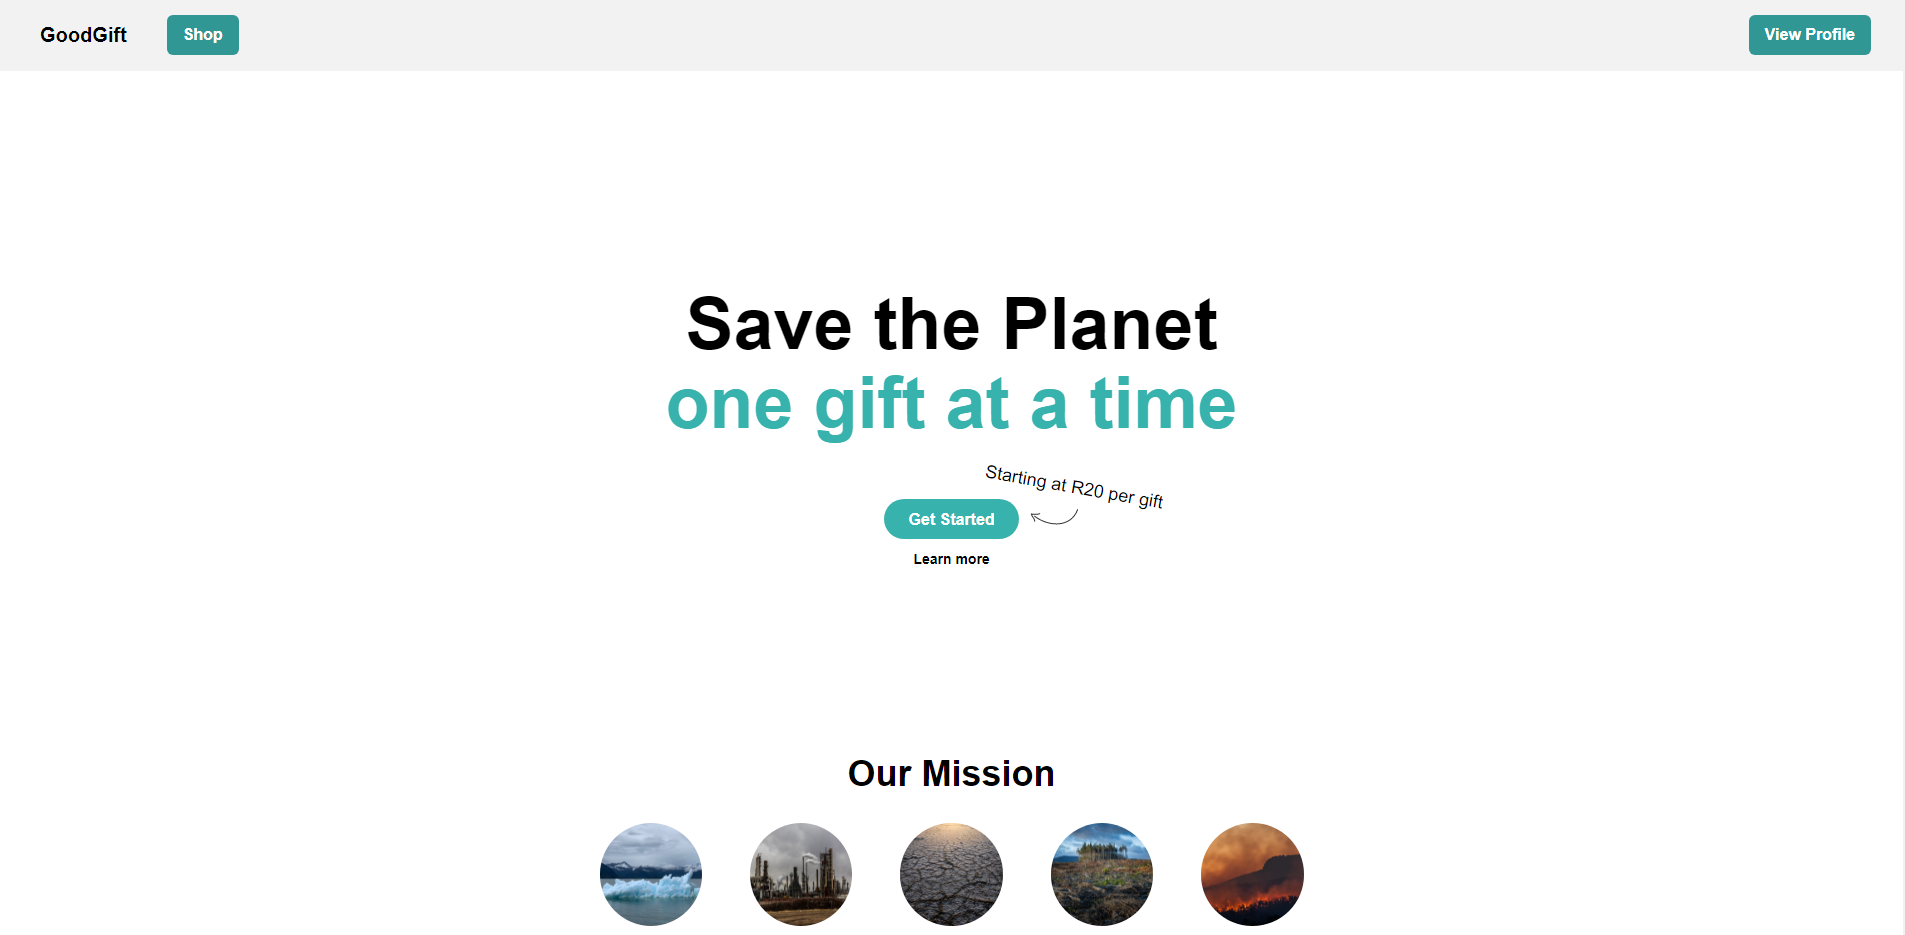 GoodGift
Shop
View Profile
Save the Planet
one gift at a time
Starting at R20 per gift
Get Started
Learn more
Our Mission